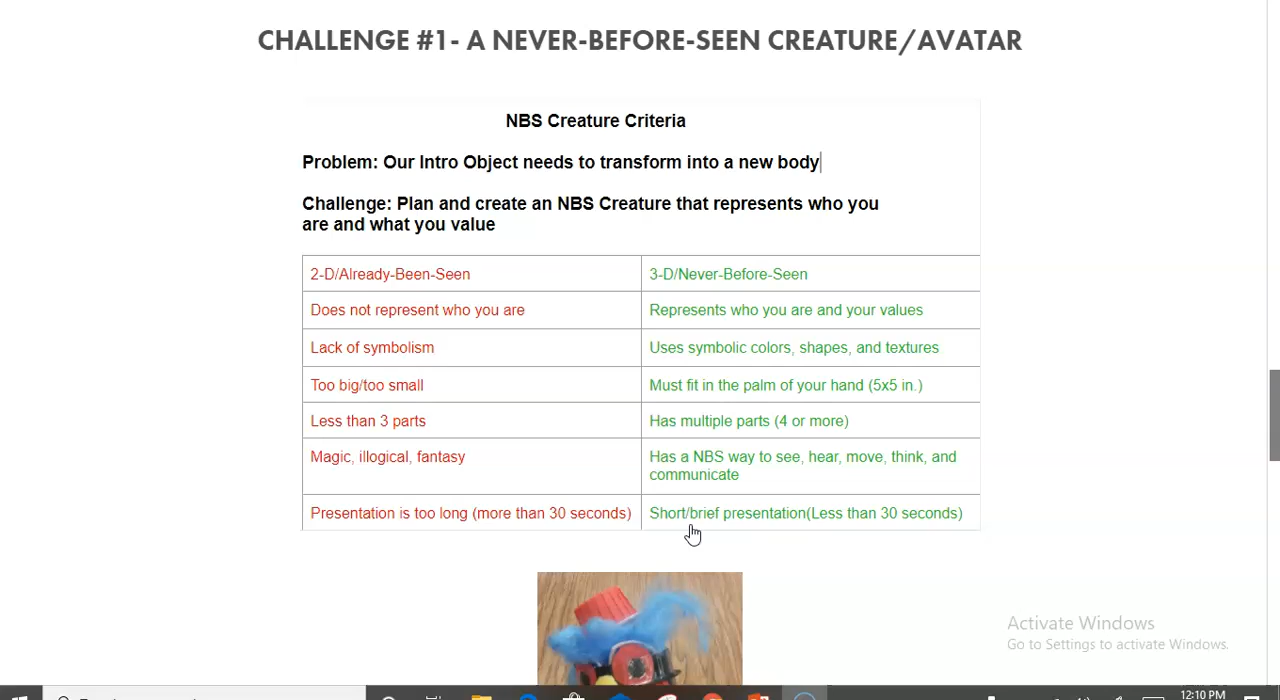 CHALLENGE #1- A NEVER-BEFORE-SEEN CREATURE/AVATAR
NBS Creature Criteria
Problem: Our Intro Object needs to transform into a new body
Challenge: Plan and create an NBS Creature that represents who you
are and what you value
2-D/Already-Been-Seen
3-D/Never-Before-Seen
Does not represent who you are
Represents who you are and your values
Lack of symbolism
Uses symbolic colors, shapes, and textures
Too big/too small
Must fit in the palm of your hand (5x5 in.)
Less than 3 parts
Has multiple parts (4 or more)
Magic, illogical, fantasy
Has a NBS way to see, hear, move, think, and
communicate
Presentation is too long (more than 30 seconds)
Short/brief presentation(Less than 30 seconds)
Activate Windows
Go to Settings to activate Windows.
12:10 PM